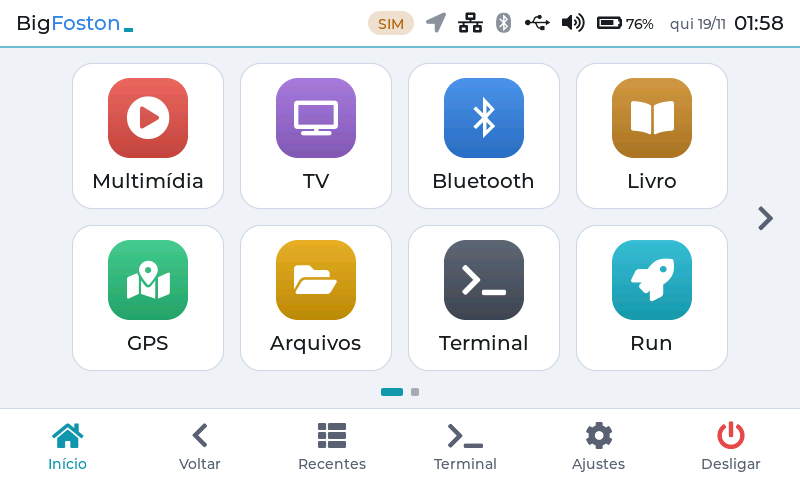 BigFoston_
SIM
76%
qui 19/11
01:58
Multimídia
TV
Bluetooth
Livro
GPS
Arquivos
Terminal
Run
Início
Voltar
Recentes
Terminal
Ajustes
Desligar